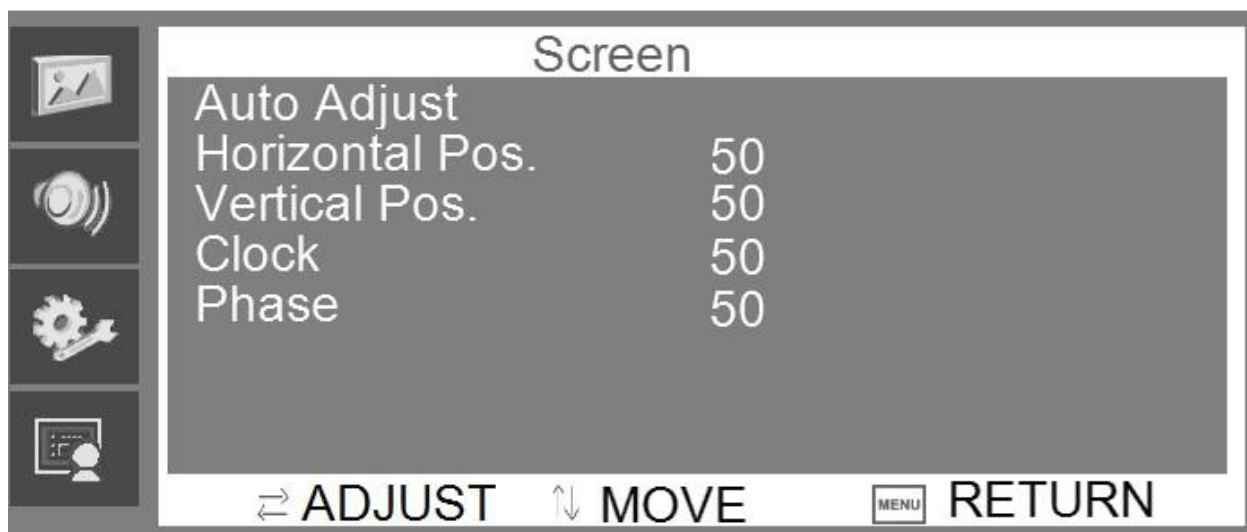 Screen
Auto Adjust
Horizontal Pos. 50
Vertical Pos. 50
Clock 50
Phase 50
ADJUST MOVE MENU RETURN